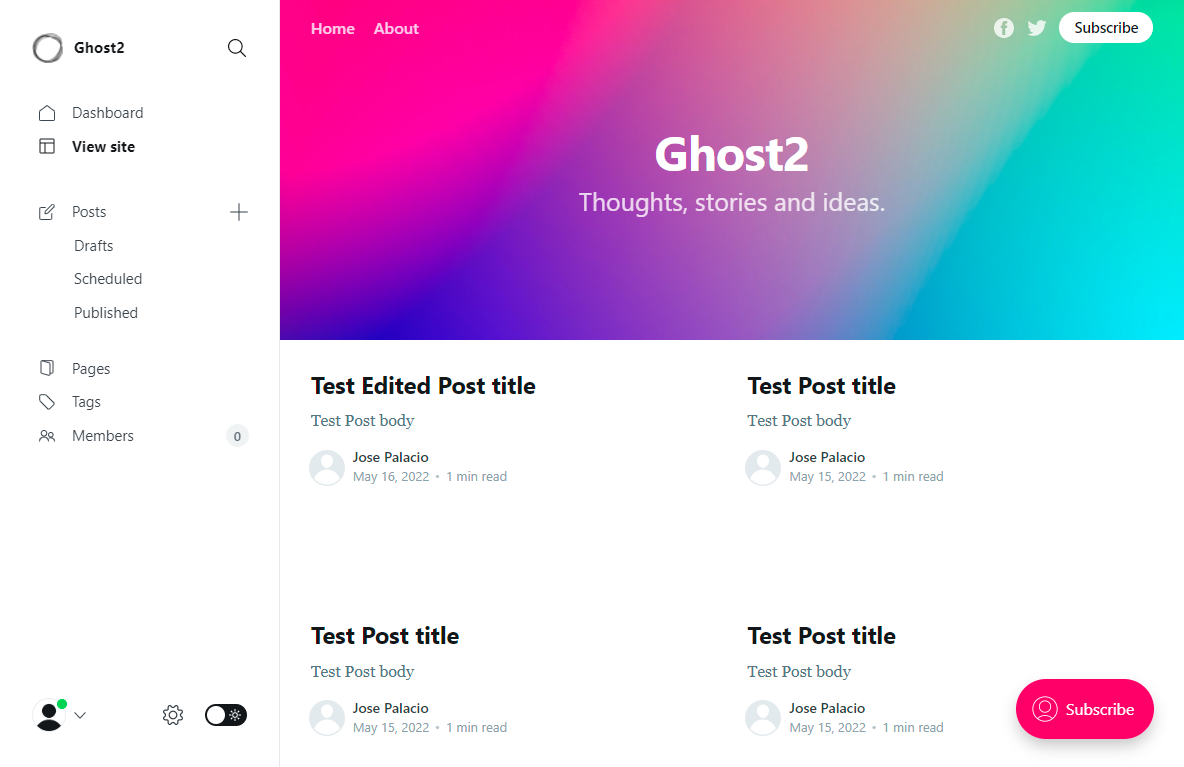 Ghost2
Dashboard
View site
Posts
Drafts
Scheduled
Published
Pages
Tags
Members 0
Home About Subscribe
Ghost2
Thoughts, stories and ideas.
Test Edited Post title
Test Post body
Jose Palacio
May 16, 2022 • 1 min read
Test Post title
Test Post body
Jose Palacio
May 15, 2022 • 1 min read
Test Post title
Test Post body
Jose Palacio
May 15, 2022 • 1 min read
Test Post title
Test Post body
Jose Palacio
May 15, 2022 • 1 min read
Subscribe